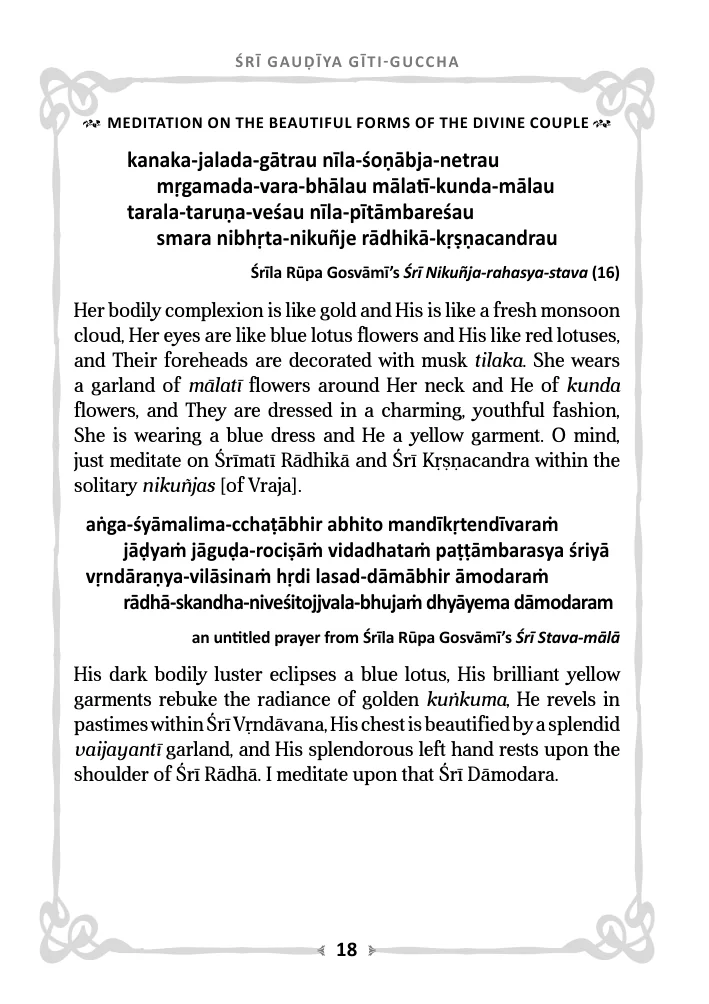 ŚRĪ GAUḌĪYA GĪTI-GUCCHA
MEDITATION ON THE BEAUTIFUL FORMS OF THE DIVINE COUPLE
kanaka-jalada-gātrau nīla-śoṇābja-netrau
mṛgamada-vara-bhālau mālatī-kunda-mālau
tarala-taruṇa-veśau nīla-pītāmbareśau
smara nibhṛta-nikuñje rādhikā-kṛṣṇacandrau
Śrīla Rūpa Gosvāmī’s Śrī Nikuñja-rahasya-stava (16)
Her bodily complexion is like gold and His is like a fresh monsoon
cloud, Her eyes are like blue lotus flowers and His like red lotuses,
and Their foreheads are decorated with musk tilaka. She wears
a garland of mālatī flowers around Her neck and He of kunda
flowers, and They are dressed in a charming, youthful fashion,
She is wearing a blue dress and He a yellow garment. O mind,
just meditate on Śrīmatī Rādhikā and Śrī Kṛṣṇacandra within the
solitary nikuñjas [of Vraja].
aṅga-śyāmalima-cchaṭābhir abhito mandīkṛtendīvaraṁ
jāḍyaṁ jāguḍa-rociṣāṁ vidadhataṁ paṭṭāmbarasya śriyā
vṛndāraṇya-vilāsinaṁ hṛdi lasad-dāmābhir āmodaraṁ
rādhā-skandha-niveśitojjvala-bhujaṁ dhyāyema dāmodaram
an untitled prayer from Śrīla Rūpa Gosvāmī’s Śrī Stava-mālā
His dark bodily luster eclipses a blue lotus, His brilliant yellow
garments rebuke the radiance of golden kuṅkuma, He revels in
pastimes within Śrī Vṛndāvana, His chest is beautified by a splendid
vaijayantī garland, and His splendorous left hand rests upon the
shoulder of Śrī Rādhā. I meditate upon that Śrī Dāmodara.
18